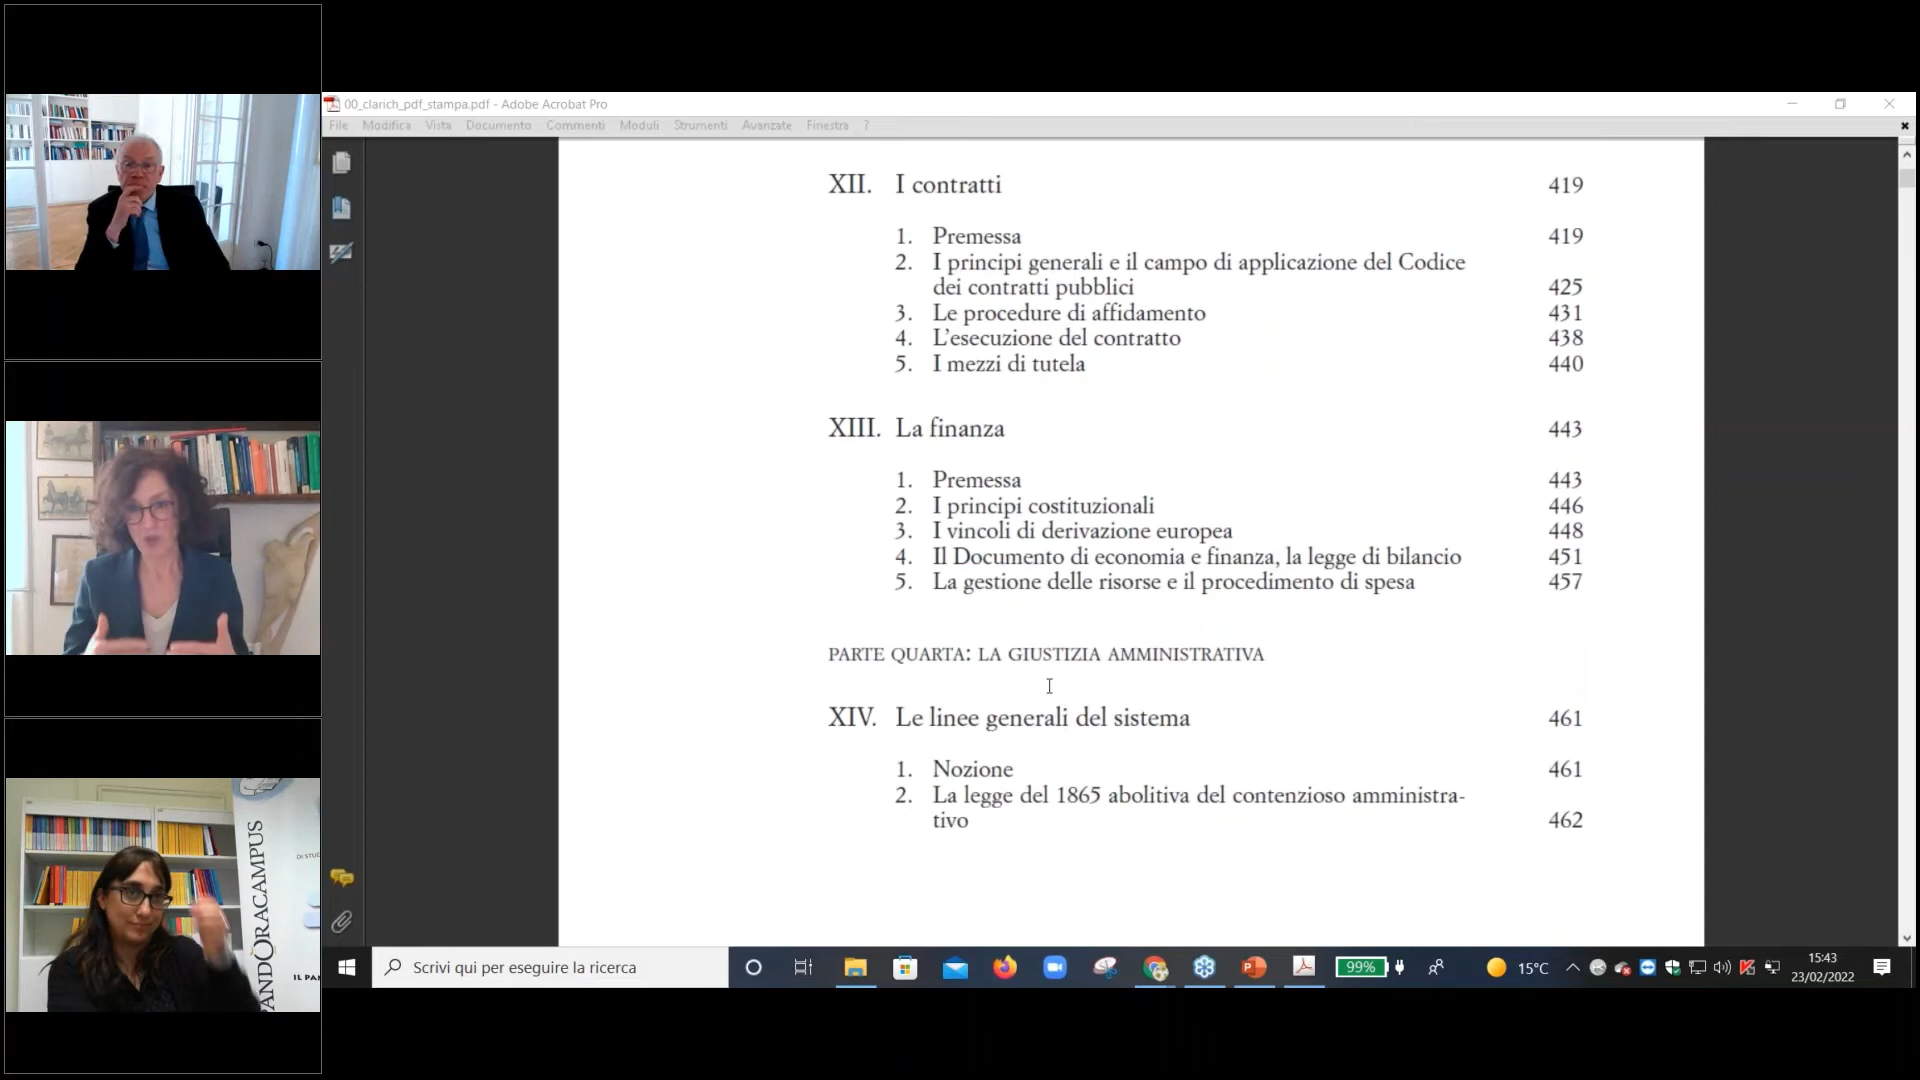 00_clarich_pdf_stampa.pdf - Adobe Acrobat Pro
File Modifica Vista Documento Commenti Moduli Strumenti Avanzate Finestra ?
XII. I contratti 419
1. Premessa 419
2. I principi generali e il campo di applicazione del Codice
dei contratti pubblici 425
3. Le procedure di affidamento 431
4. L'esecuzione del contratto 438
5. I mezzi di tutela 440
XIII. La finanza 443
1. Premessa 443
2. I principi costituzionali 446
3. I vincoli di derivazione europea 448
4. Il Documento di economia e finanza, la legge di bilancio 451
5. La gestione delle risorse e il procedimento di spesa 457
PARTE QUARTA: LA GIUSTIZIA AMMINISTRATIVA
XIV. Le linee generali del sistema 461
1. Nozione 461
2. La legge del 1865 abolitiva del contenzioso amministra-
tivo 462
PANDORACAMPUS
DI STUD
IL PAN
Scrivi qui per eseguire la ricerca
99%
15°C
15:43
23/02/2022